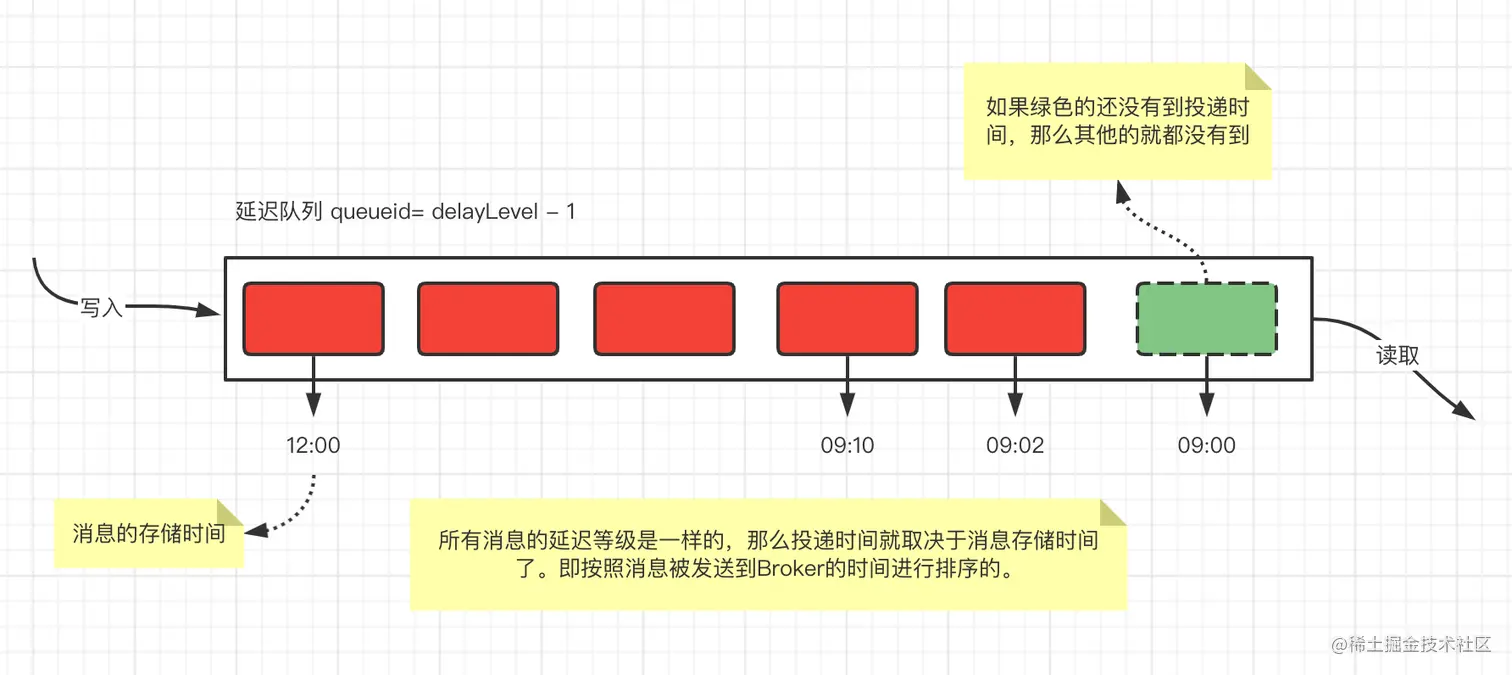 如果绿色的还没有到投递时
间，那么其他的就都没有到
延迟队列 queueid= delayLevel - 1
写入
读取
12:00
09:10
09:02
09:00
消息的存储时间
所有消息的延迟等级是一样的，那么投递时间就取决于消息存储时间
了。即按照消息被发送到Broker的时间进行排序的。
@稀土掘金技术社区